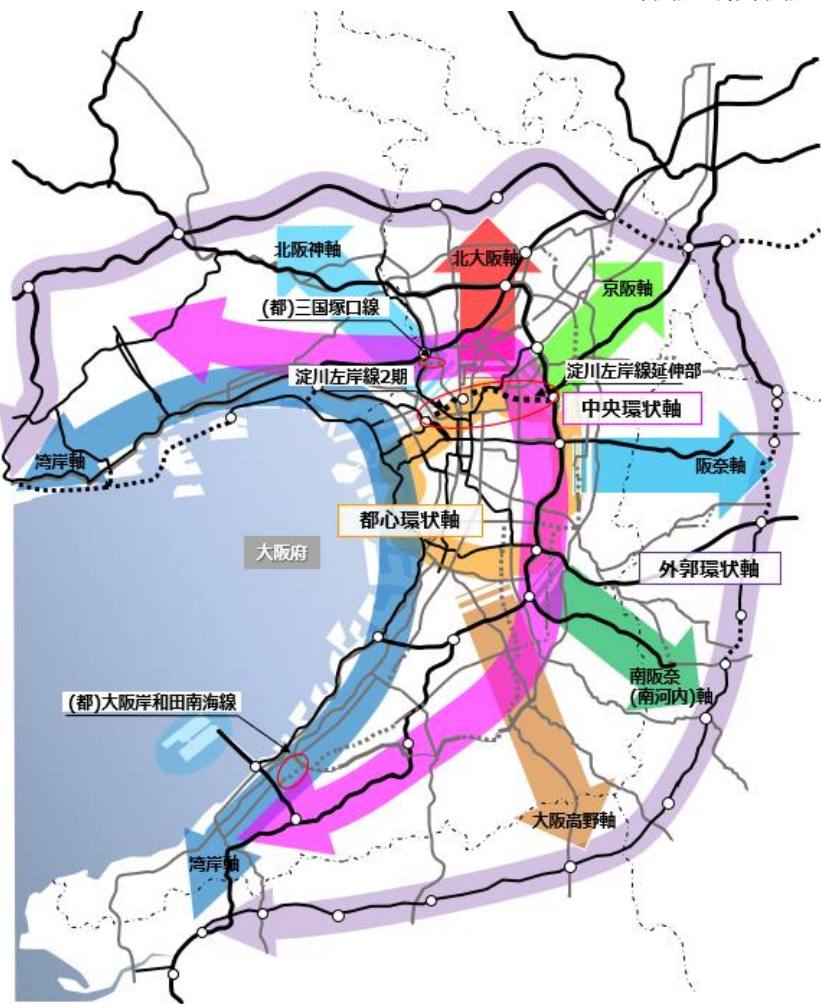 北阪神軸
北大阪軸
京阪軸
(都)三国塚口線
淀川左岸線2期
淀川左岸線延伸部
中央環状軸
湾岸軸
阪奈軸
都心環状軸
大阪府
外郭環状軸
南阪奈
(南河内)軸
(都)大阪岸和田南海線
大阪高野軸
湾岸軸